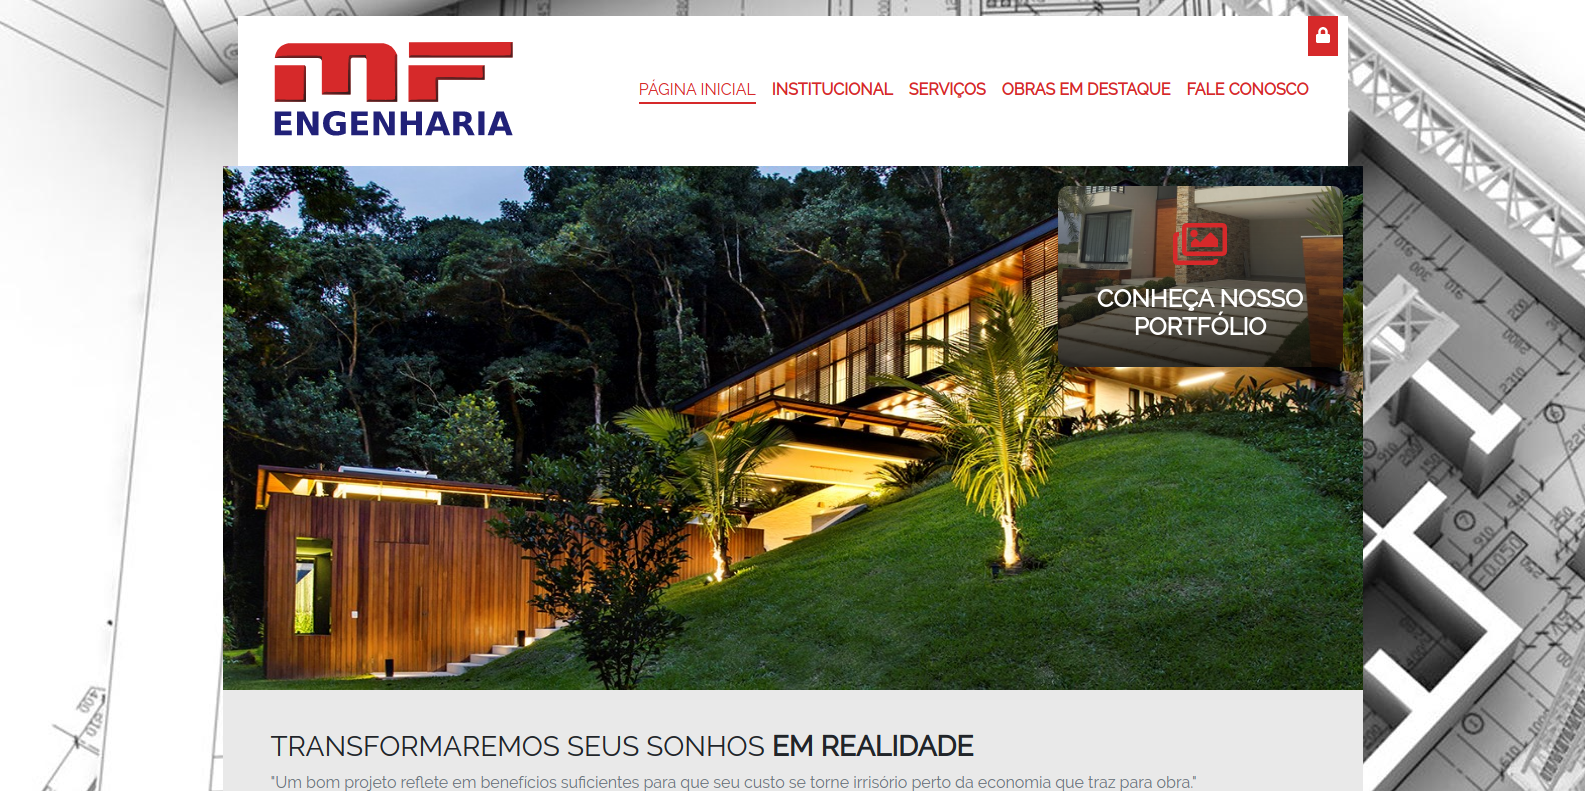 MF
ENGENHARIA
PÁGINA INICIAL INSTITUCIONAL SERVIÇOS OBRAS EM DESTAQUE FALE CONOSCO
CONHEÇA NOSSO
PORTFÓLIO
TRANSFORMAREMOS SEUS SONHOS EM REALIDADE
"Um bom projeto reflete em benefícios suficientes para que seu custo se torne irrisório perto da economia que traz para obra."